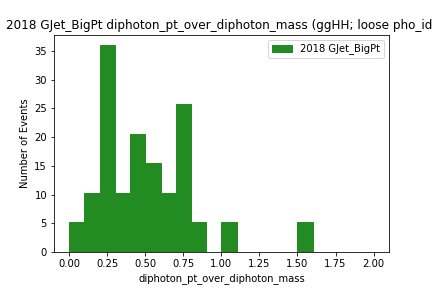 2018 GJet_BigPt diphoton_pt_over_diphoton_mass (ggHH; loose pho_id
2018 GJet_BigPt
Number of Events
35
30
25
20
15
10
5
0
0.00 0.25 0.50 0.75 1.00 1.25 1.50 1.75 2.00
diphoton_pt_over_diphoton_mass